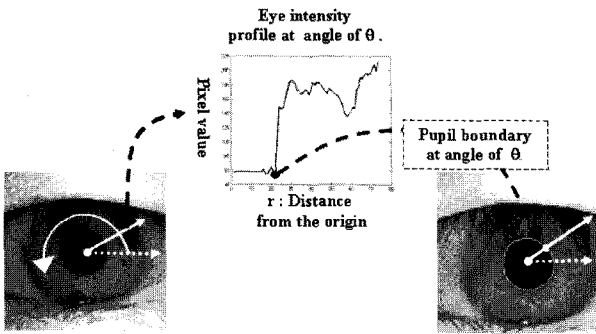 Eye intensity
profile at angle of θ.
Pixel value
Pupil boundary
at angle of θ.
r : Distance
from the origin